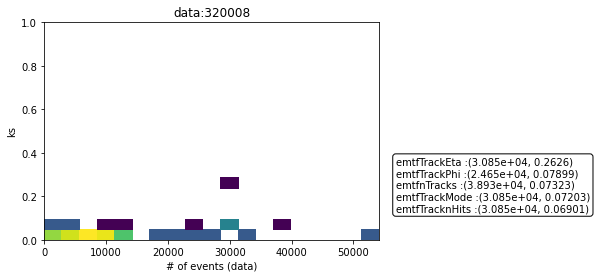 data:320008
1.0
0.8
0.6
0.4
0.2
0.0
ks
0 10000 20000 30000 40000 50000
# of events (data)
emtfTrackEta :(3.085e+04, 0.2626)
emtfTrackPhi :(2.465e+04, 0.07899)
emtfnTracks :(3.893e+04, 0.07323)
emtfTrackMode :(3.085e+04, 0.07203)
emtfTracknHits :(3.085e+04, 0.06901)